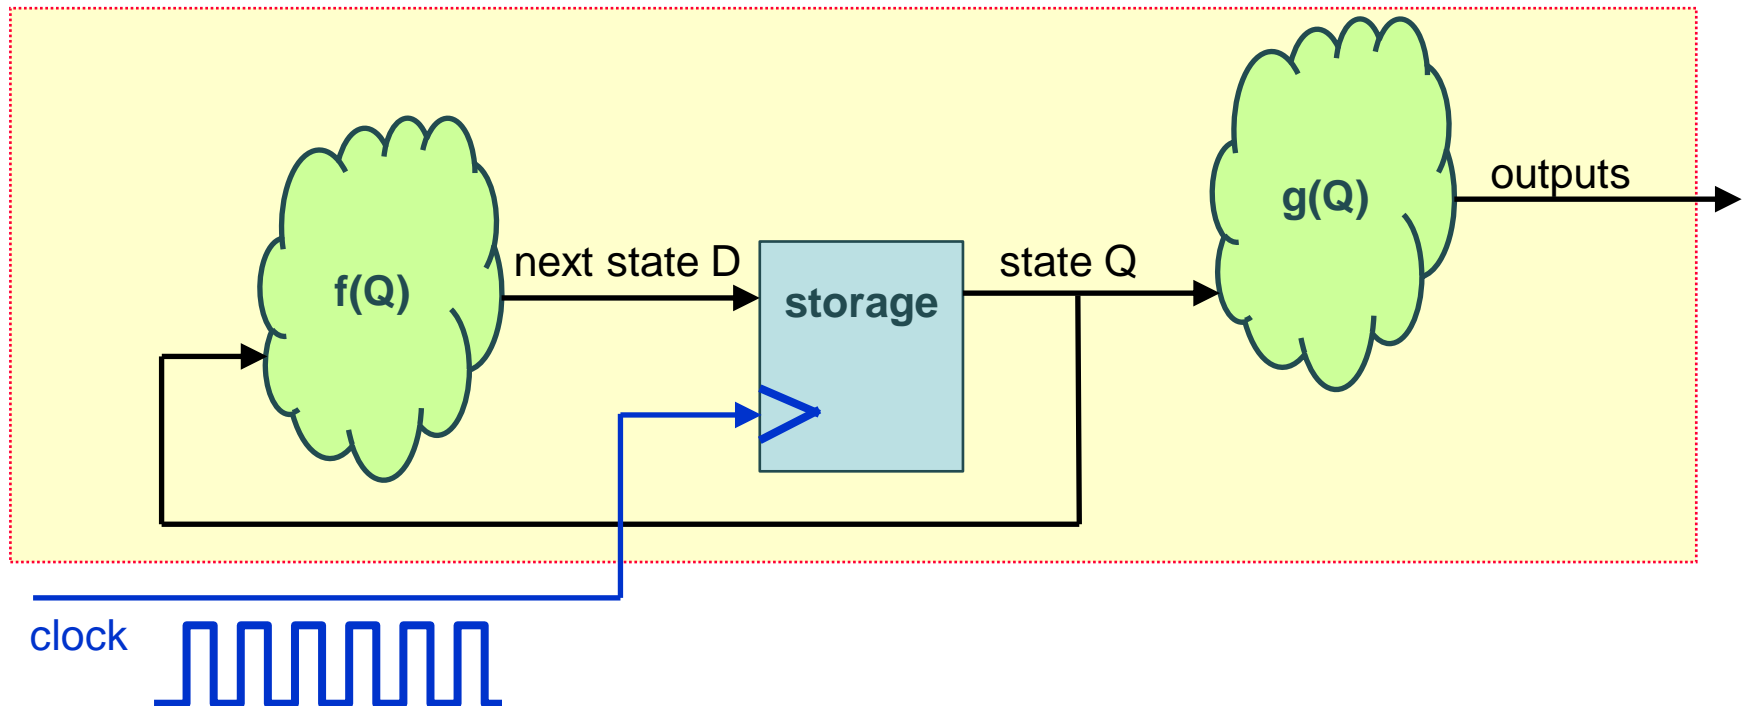 g(Q)
outputs
f(Q)
next state D
storage
state Q
clock